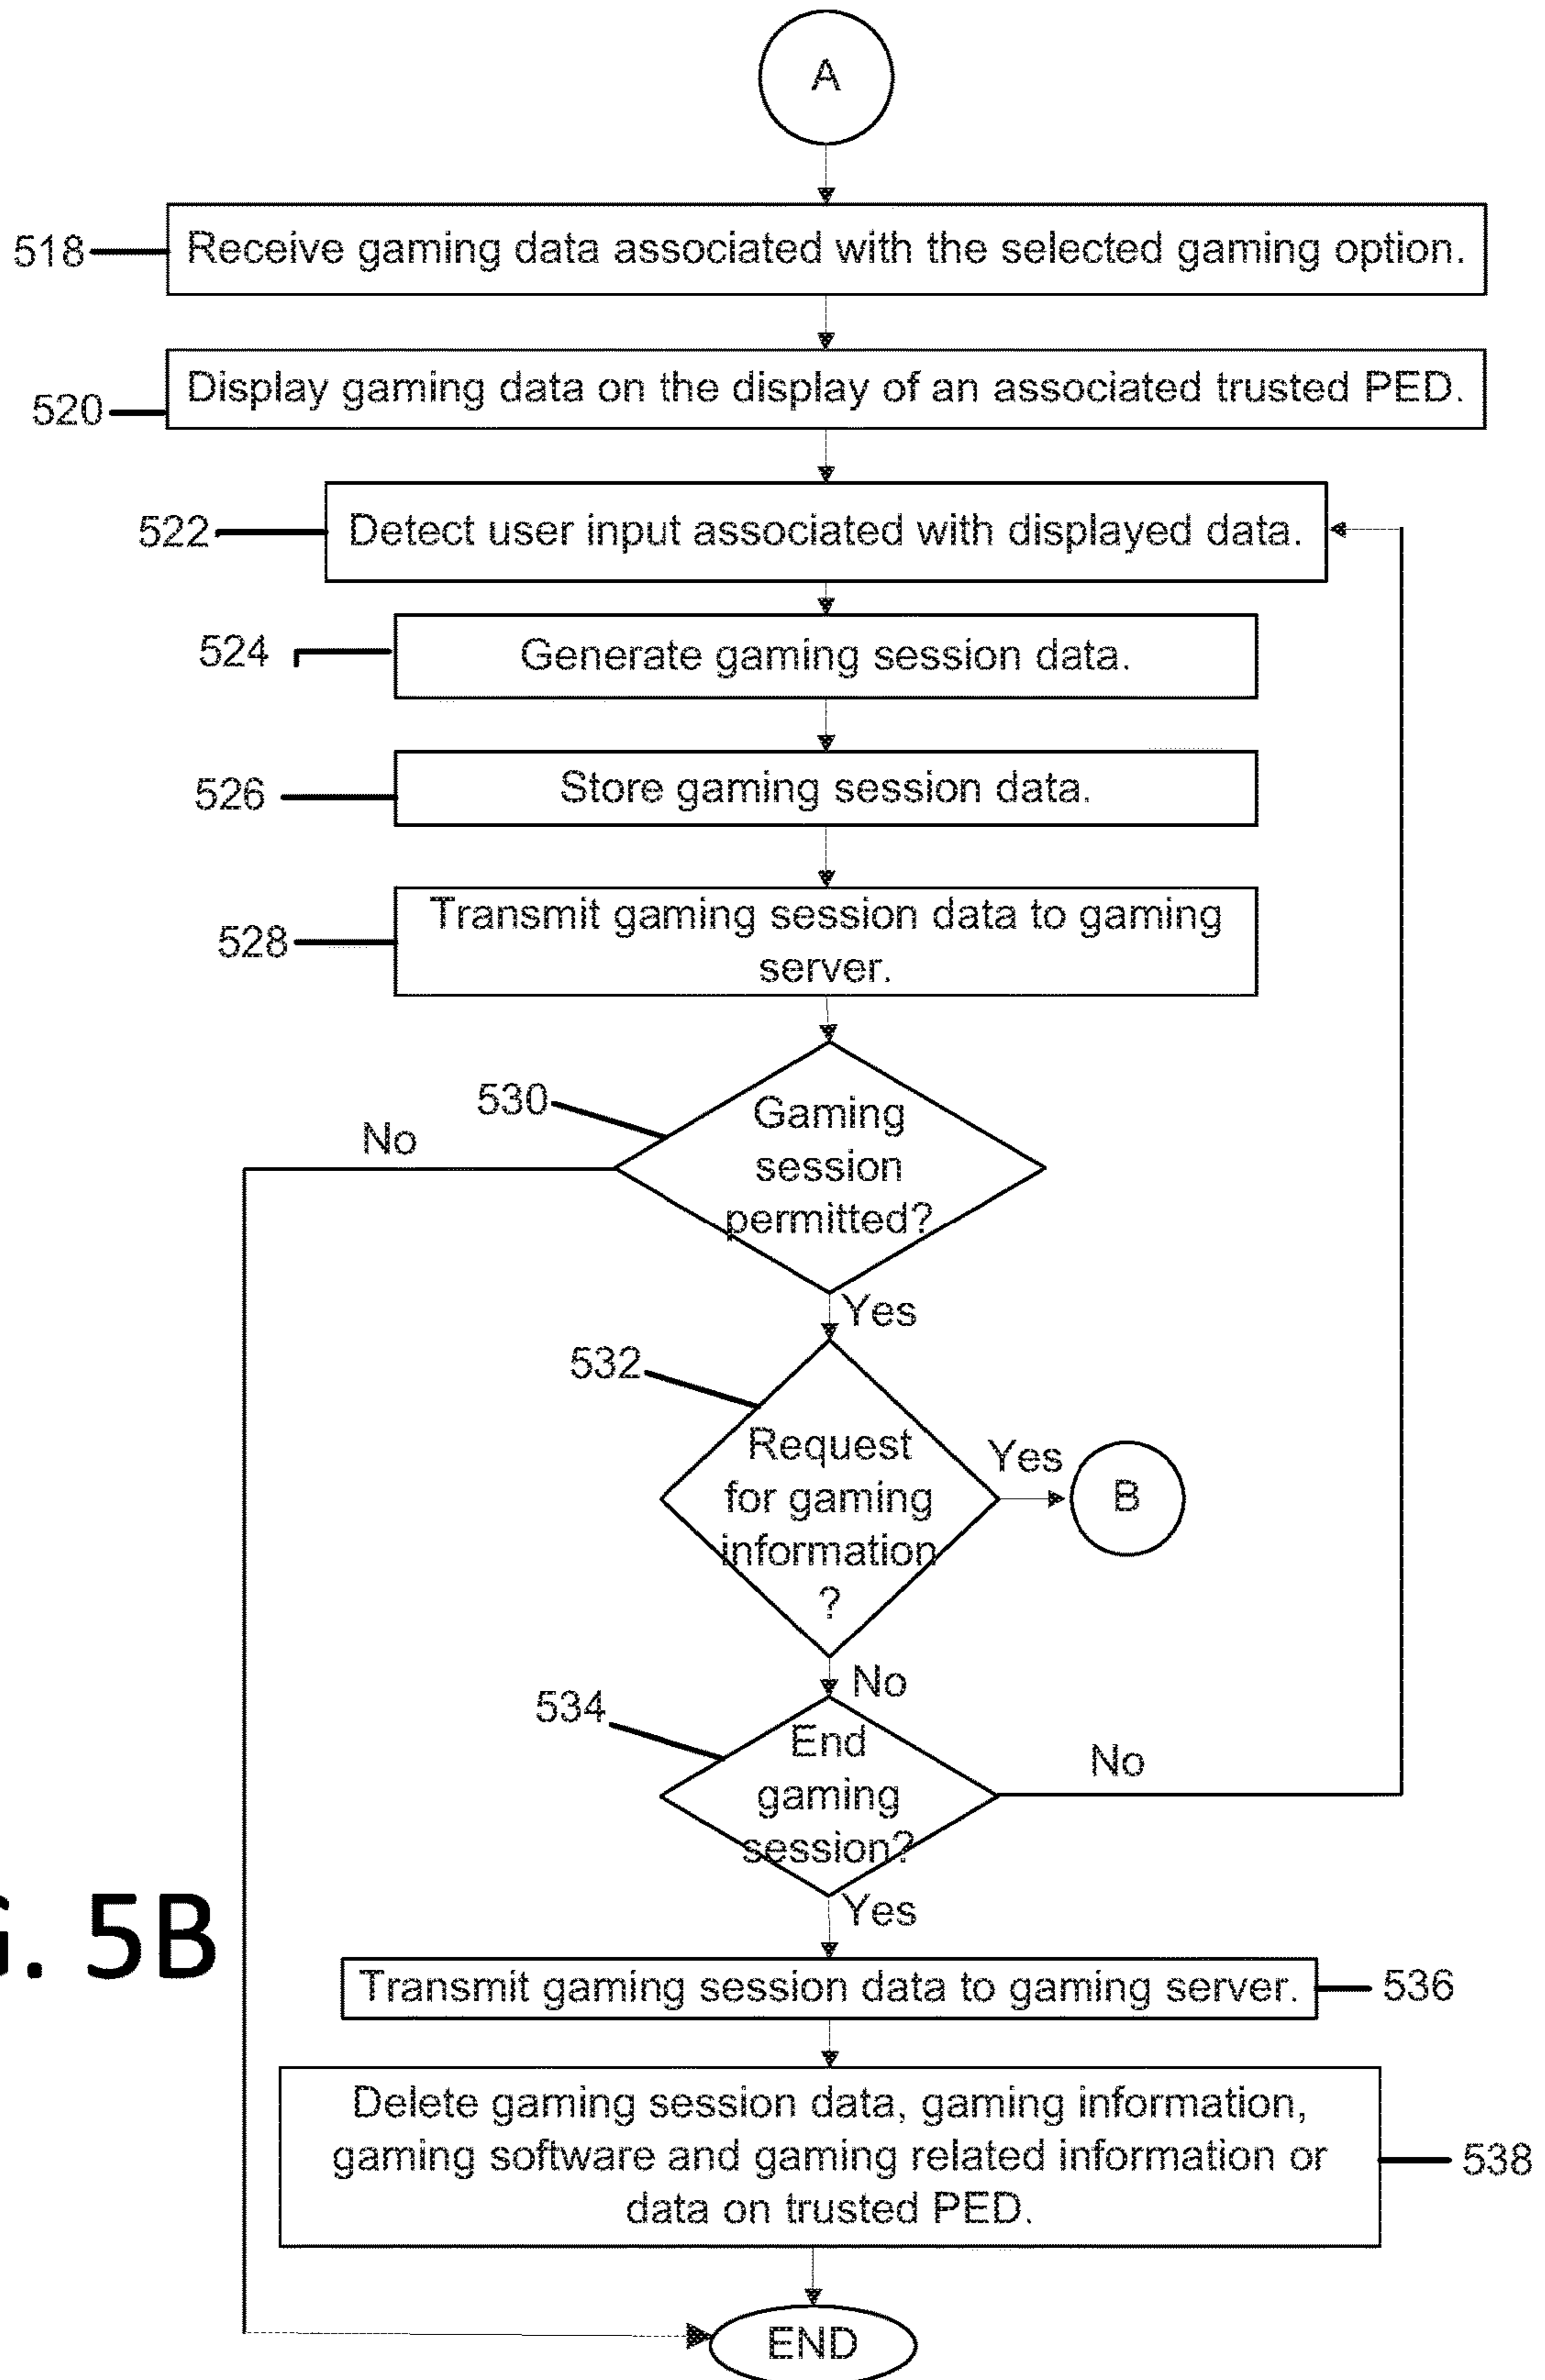 A
518
Receive gaming data associated with the selected gaming option.
520
Display gaming data on the display of an associated trusted PED.
522
Detect user input associated with displayed data.
524
Generate gaming session data.
526
Store gaming session data.
528
Transmit gaming session data to gaming
server.
530
Gaming
session
permitted?
No
Yes
532
Request
for gaming
information
?
Yes
B
No
534
End
gaming
session?
No
Yes
G. 5B
Transmit gaming session data to gaming server.
536
Delete gaming session data, gaming information,
gaming software and gaming related information or
data on trusted PED.
538
END